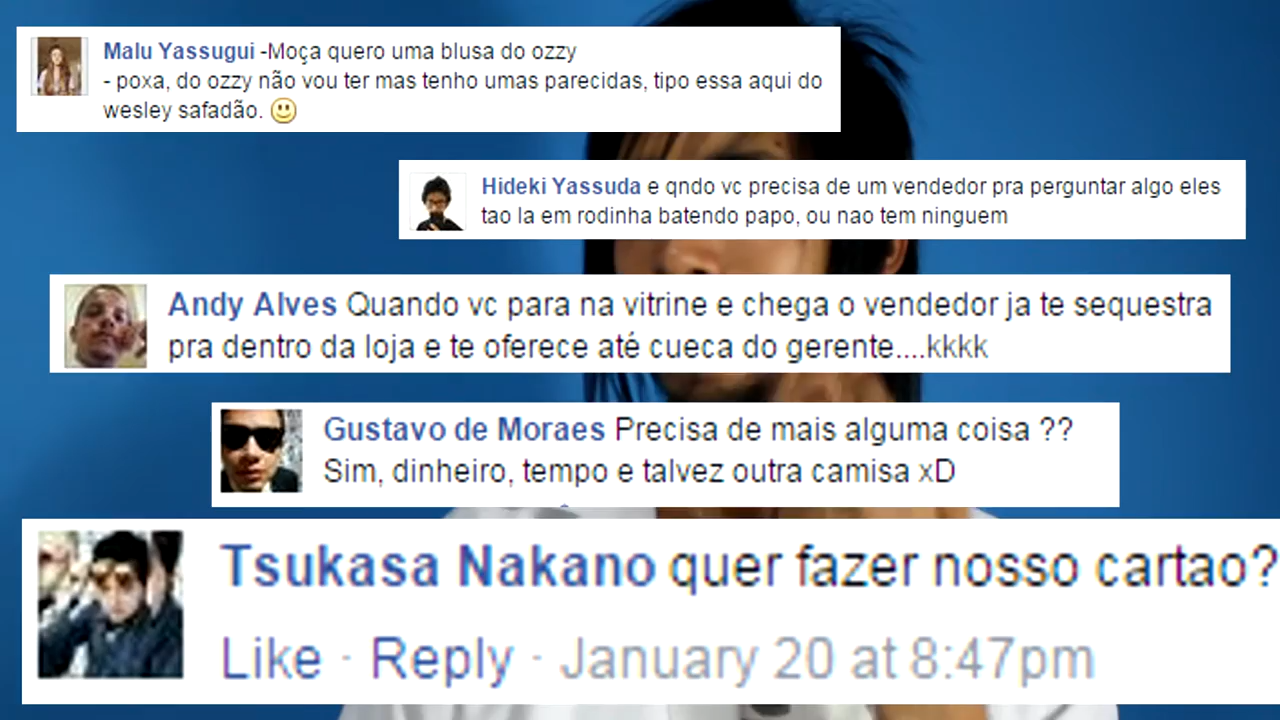 Malu Yassugui -Moça quero uma blusa do ozzy
- poxa, do ozzy não vou ter mas tenho umas parecidas, tipo essa aqui do
wesley safadão.
Hideki Yassuda e qndo vc precisa de um vendedor pra perguntar algo eles
tao la em rodinha batendo papo, ou nao tem ninguem
Andy Alves Quando vc para na vitrine e chega o vendedor ja te sequestra
pra dentro da loja e te oferece até cueca do gerente....kkkk
Gustavo de Moraes Precisa de mais alguma coisa ??
Sim, dinheiro, tempo e talvez outra camisa xD
Tsukasa Nakano quer fazer nosso cartao?
Like · Reply · January 20 at 8:47pm